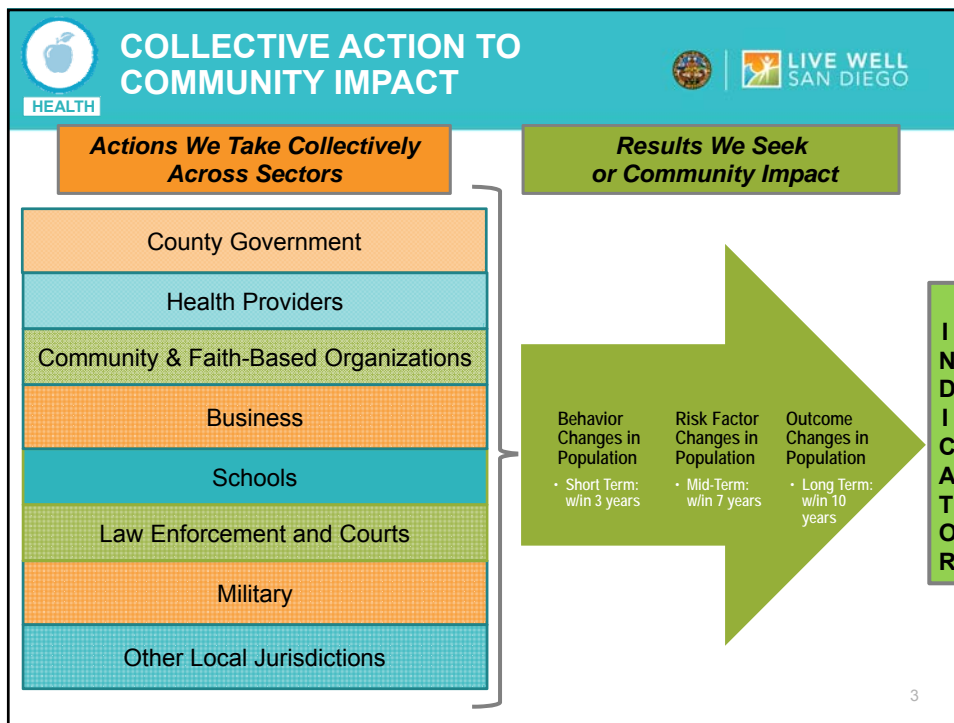 COLLECTIVE ACTION TO
COMMUNITY IMPACT
HEALTH
LIVE WELL
SAN DIEGO
Actions We Take Collectively
Across Sectors
Results We Seek
or Community Impact
County Government
Health Providers
Community & Faith-Based Organizations
Business
Schools
Law Enforcement and Courts
Military
Other Local Jurisdictions
Behavior
Changes in
Population
• Short Term:
w/in 3 years
Risk Factor
Changes in
Population
• Mid-Term:
w/in 7 years
Outcome
Changes in
Population
• Long Term:
w/in 10
years
I
N
D
I
C
A
T
O
R
3